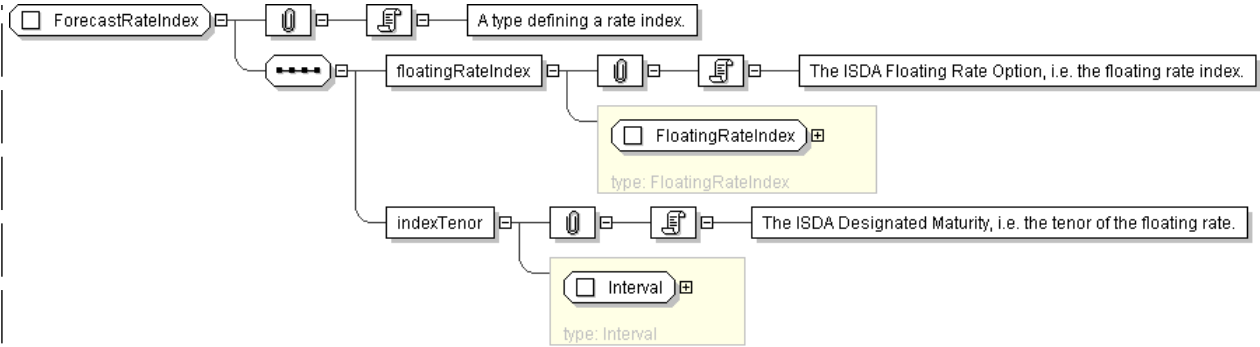 ForecastRateIndex
A type defining a rate index.
floatingRateIndex
The ISDA Floating Rate Option, i.e. the floating rate index.
FloatingRateIndex
type: FloatingRateIndex
indexTenor
The ISDA Designated Maturity, i.e. the tenor of the floating rate.
Interval
type: Interval